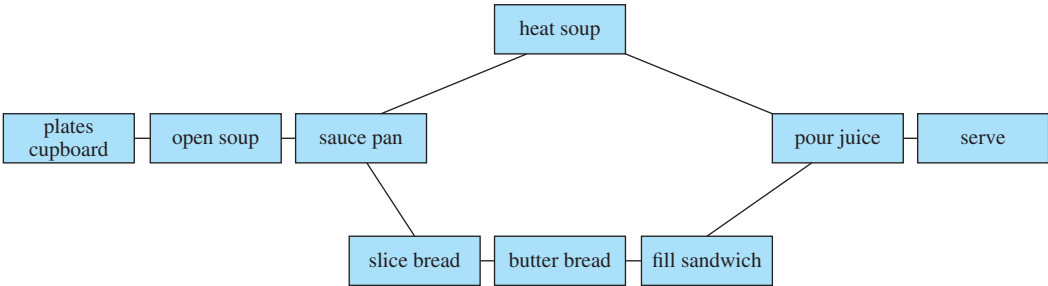 heat soup
plates
cupboard
open soup
sauce pan
pour juice
serve
slice bread
butter bread
fill sandwich